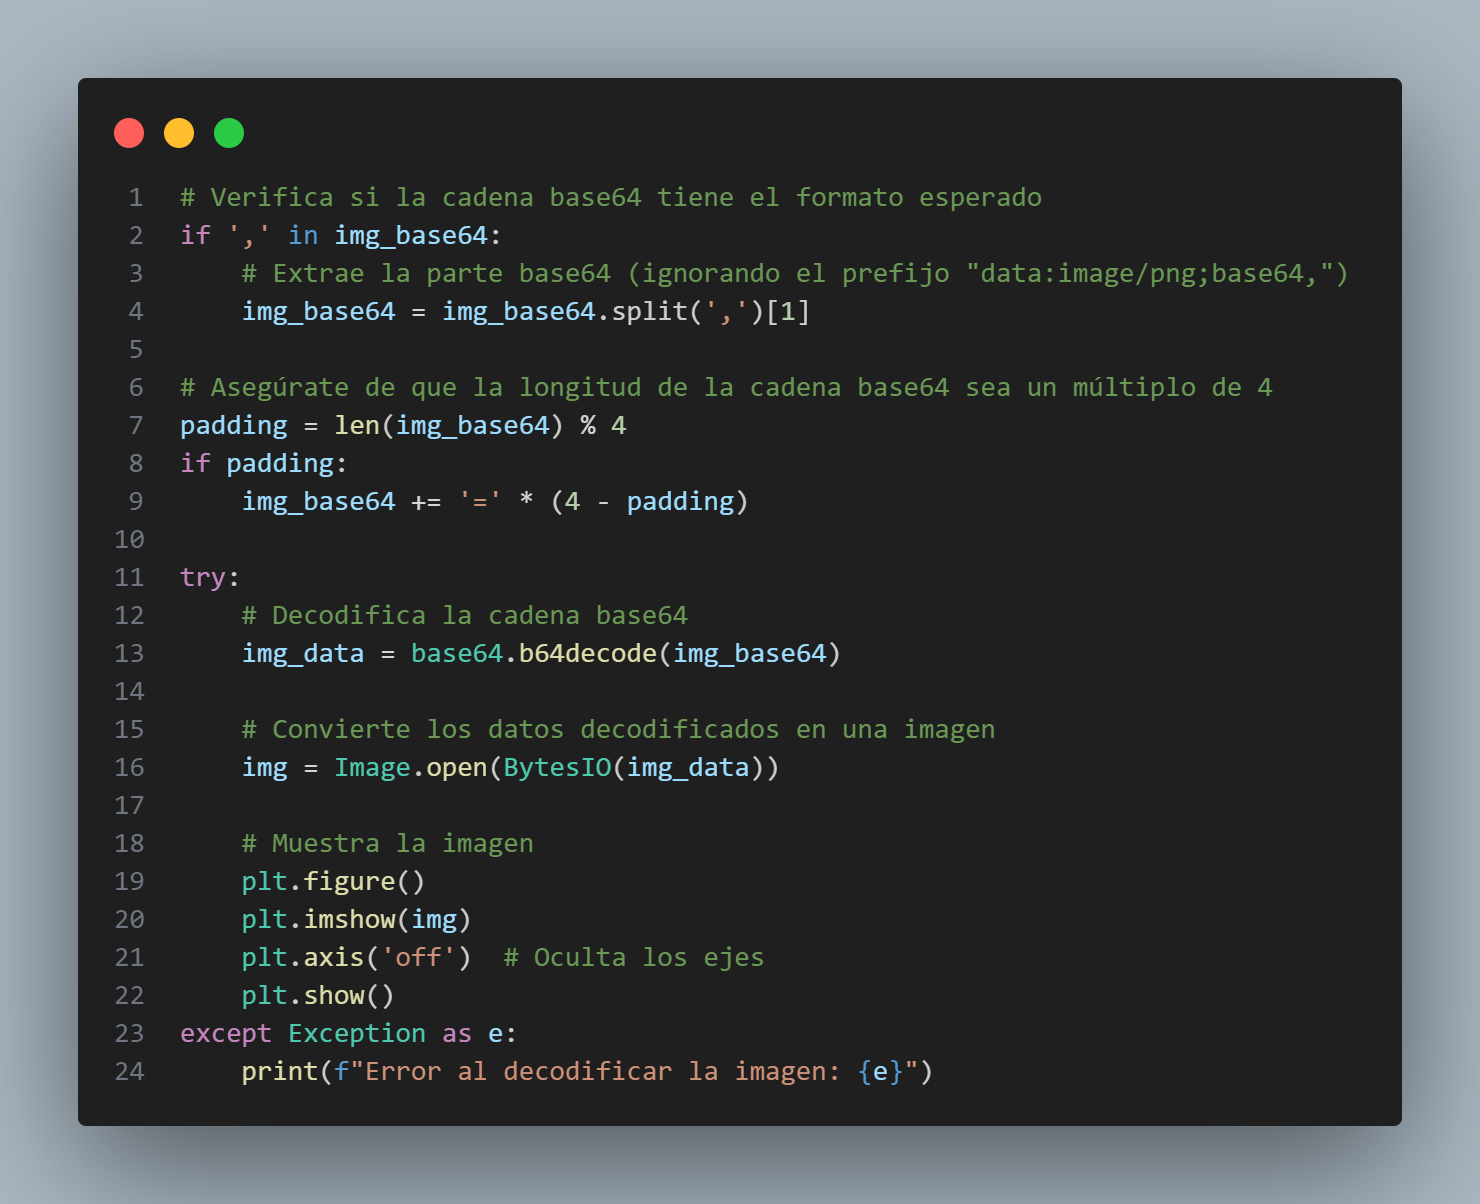 1 # Verifica si la cadena base64 tiene el formato esperado
2 if ',' in img_base64:
3     # Extrae la parte base64 (ignorando el prefijo "data:image/png;base64,")
4     img_base64 = img_base64.split(',')[1]
5
6 # Asegúrate de que la longitud de la cadena base64 sea un múltiplo de 4
7 padding = len(img_base64) % 4
8 if padding:
9     img_base64 += '=' * (4 - padding)
10
11 try:
12     # Decodifica la cadena base64
13     img_data = base64.b64decode(img_base64)
14
15     # Convierte los datos decodificados en una imagen
16     img = Image.open(BytesIO(img_data))
17
18     # Muestra la imagen
19     plt.figure()
20     plt.imshow(img)
21     plt.axis('off')  # Oculta los ejes
22     plt.show()
23 except Exception as e:
24     print(f"Error al decodificar la imagen: {e}")